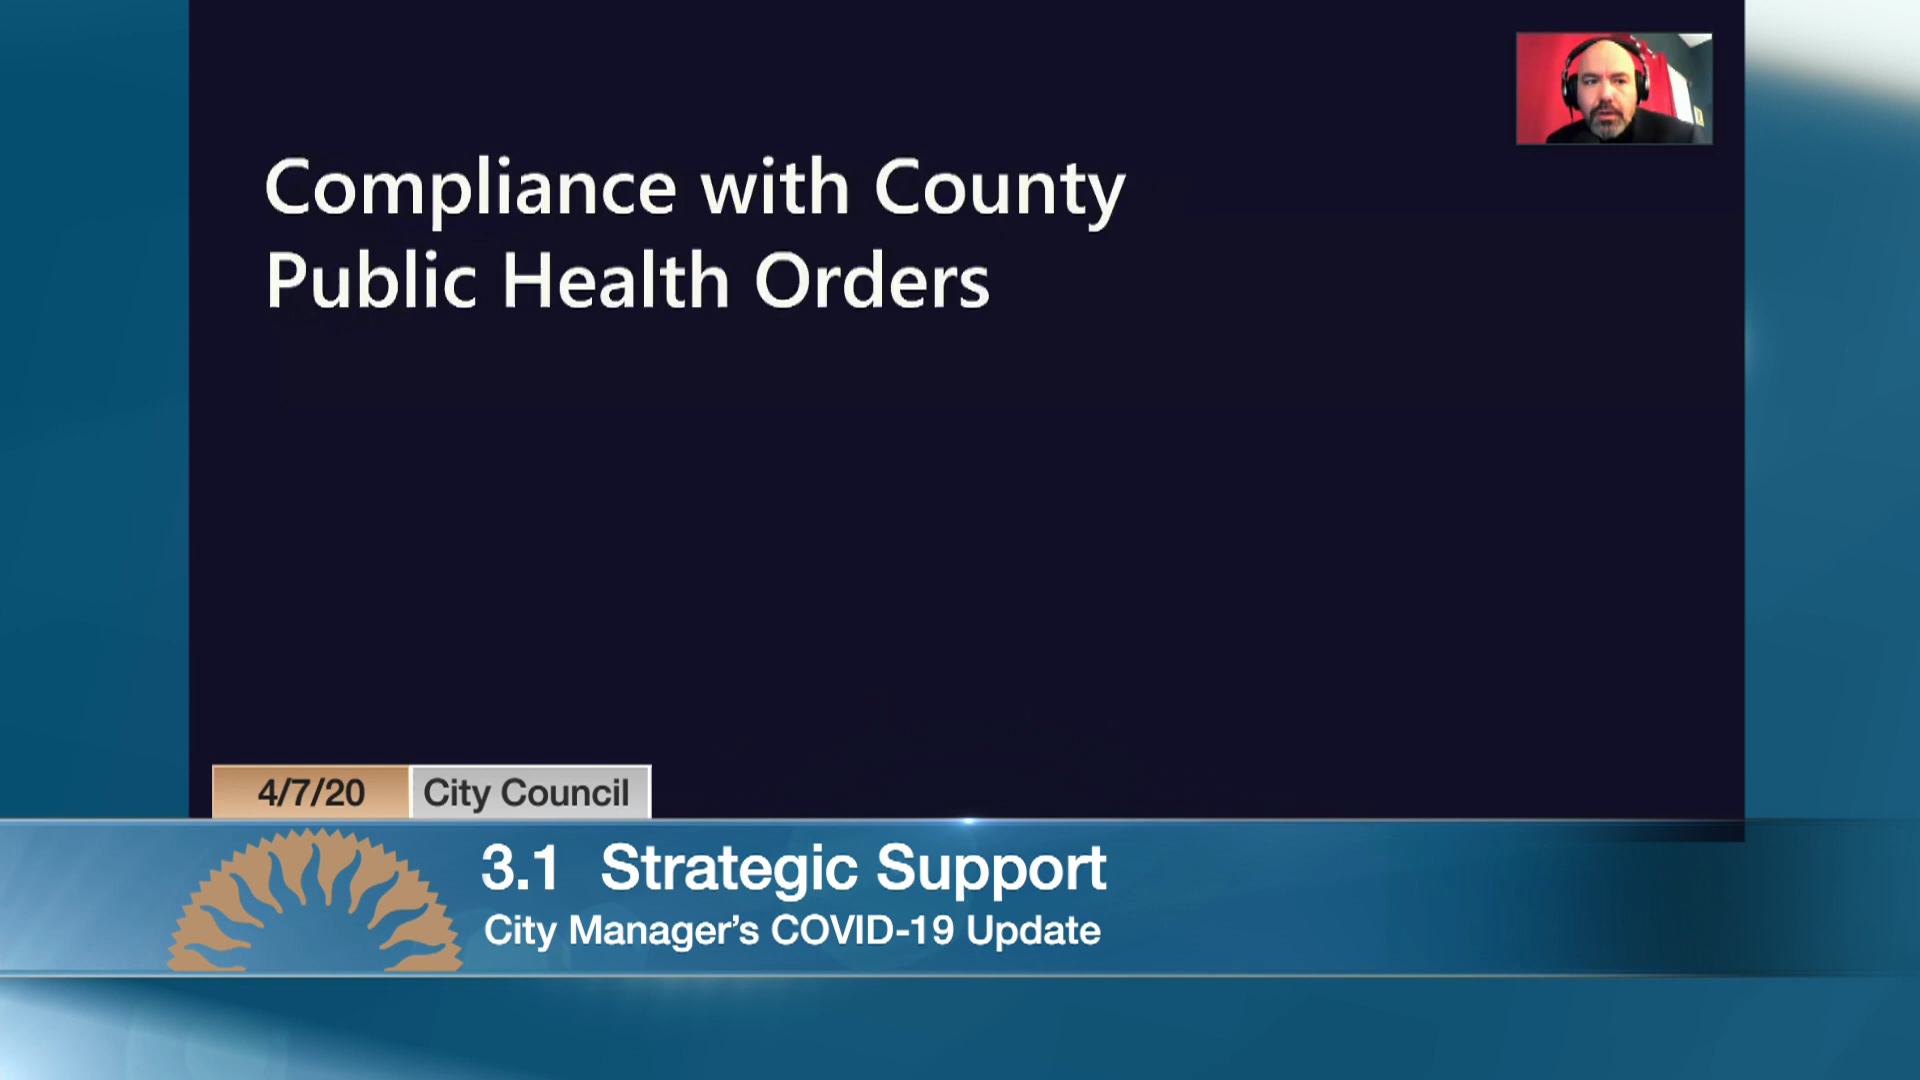 Compliance with County
Public Health Orders
4/7/20 City Council
3.1 Strategic Support
City Manager’s COVID-19 Update